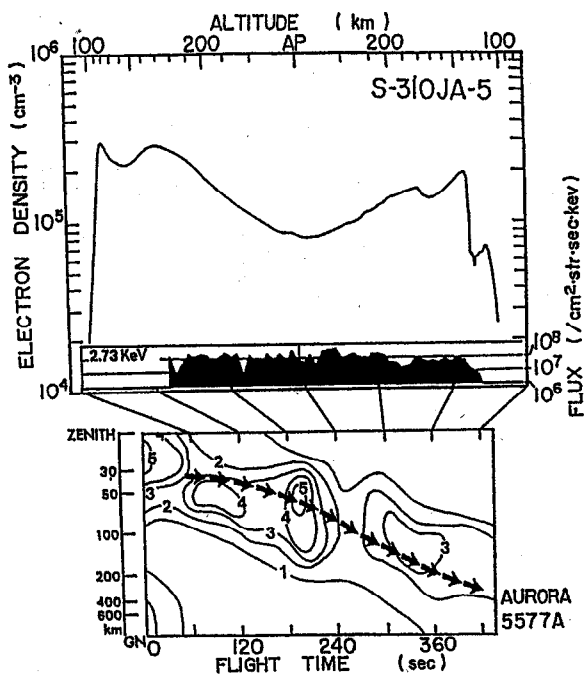 ALTITUDE ( km )
100 200 AP 200 100
10⁶
S-310JA-5
ELECTRON DENSITY (cm⁻³)
10⁵
10⁴
2.73 KeV
10⁸
10⁷
10⁶
FLUX (/cm²·str·sec·kev)
ZENITH
30
50
100
200
400
600
km
GN
5 3 2 2 4 3 1 5 4 3
0 120 240 360
FLIGHT TIME (sec)
AURORA
5577A